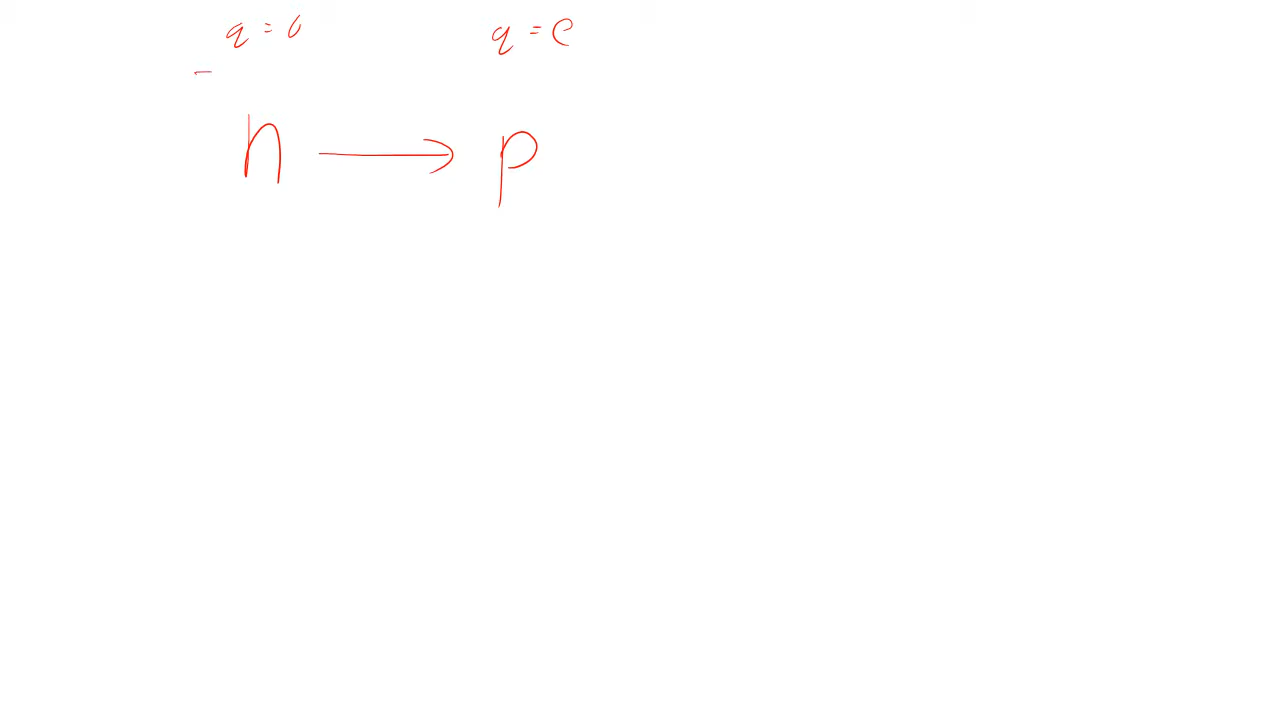 q = 0 q = e
n → p